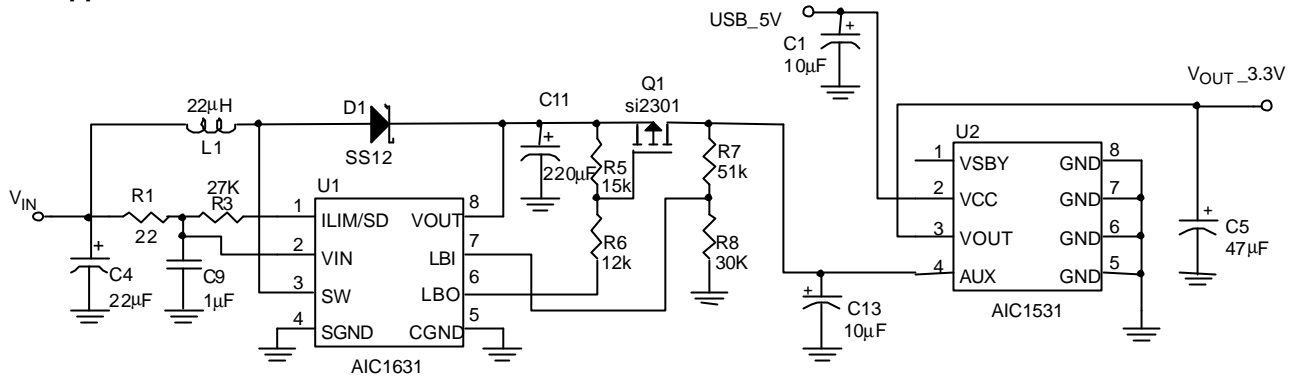 USB_5V
C1
10µF
+
VOUT_3.3V
Q1
si2301
C11
22µH
L1
D1
SS12
+
220µF
R5
15k
R7
51k
U2
1 VSBY GND 8
2 VCC GND 7
3 VOUT GND 6
4 AUX GND 5
AIC1531
+
C5
47µF
VIN
R1
22
27K
R3
U1
1 ILIM/SD VOUT 8
2 VIN LBI 7
3 SW LBO 6
4 SGND CGND 5
AIC1631
R6
12k
R8
30K
+
C4
22µF
C9
1µF
+
C13
10µF